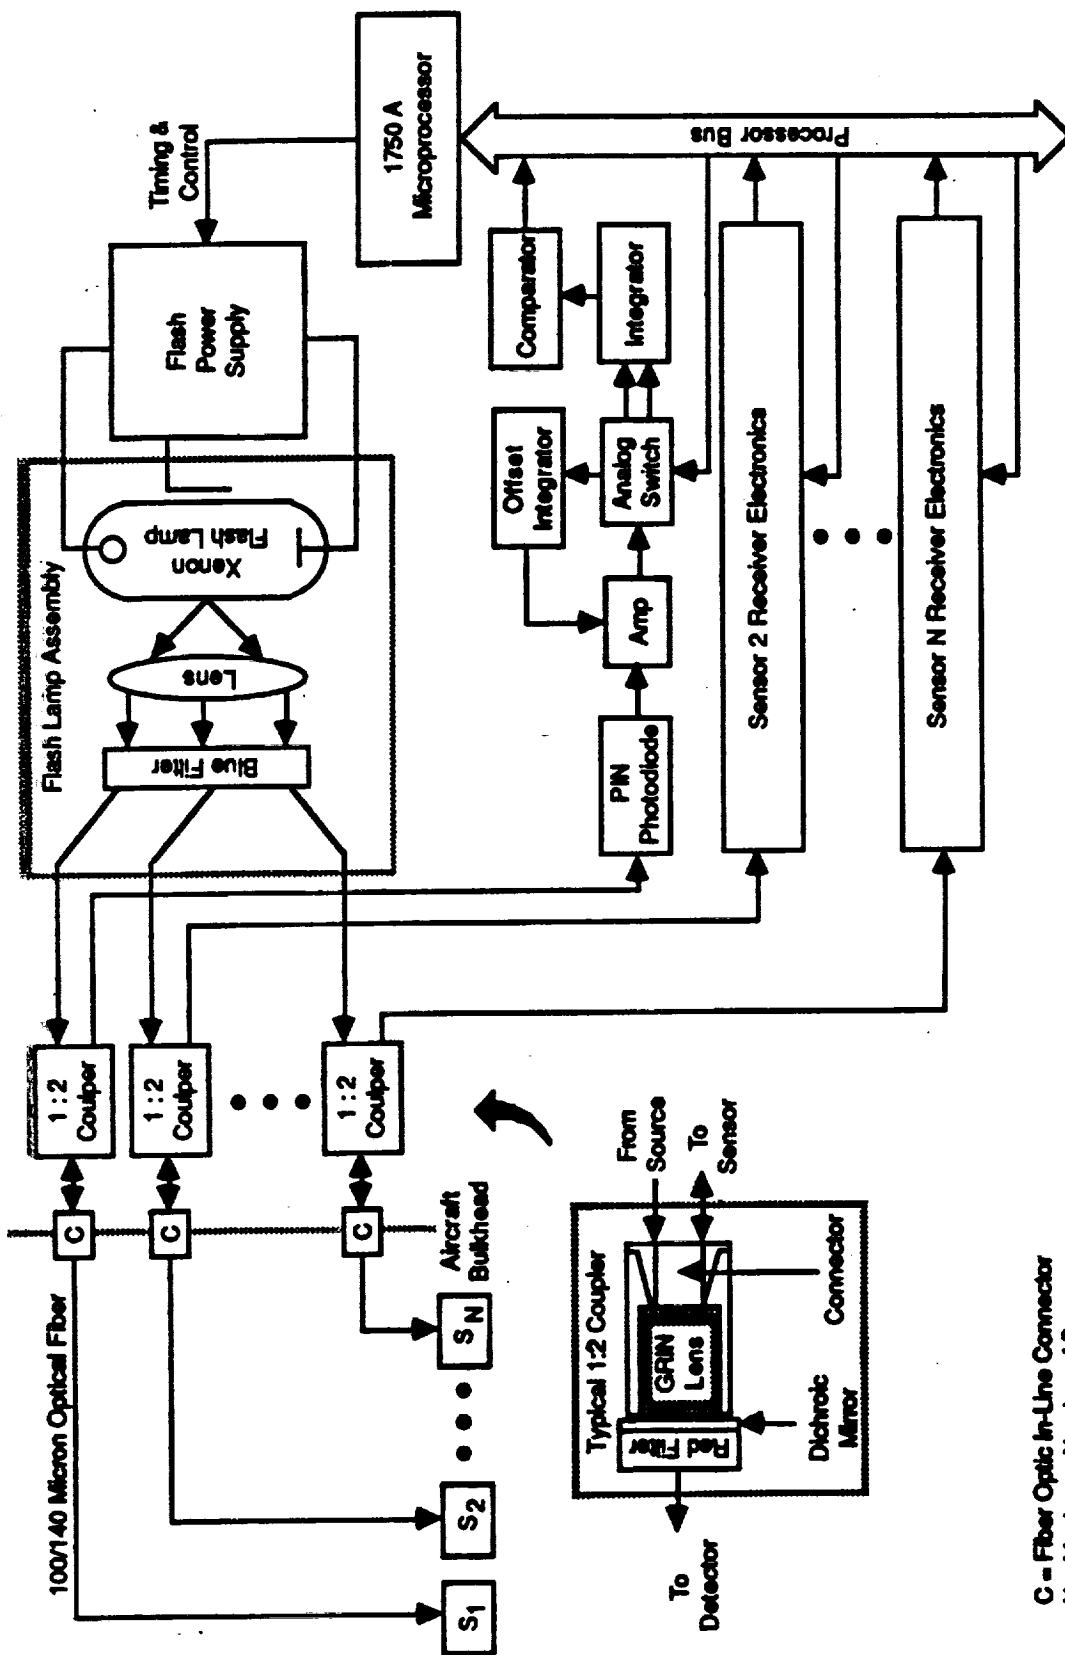 100/140 Micron Optical Fiber
S1
S2
SN
C
C
C
Aircraft
Bulkhead
1 : 2
Coulper
1 : 2
Coulper
1 : 2
Coulper
Flash Lamp Assembly
Blue Filter
Lens
Xenon
Flash Lamp
Flash
Power
Supply
Timing &
Control
1750 A
Microprocessor
Processor Bus
PIN
Photodiode
Amp
Offset
Integrator
Analog
Switch
Integrator
Comparator
Sensor 2 Receiver Electronics
Sensor N Receiver Electronics
Typical 1:2 Coupler
To
Detector
Red Filter
GRIN
Lens
From
Source
To
Sensor
Dichroic
Mirror
Connector
C = Fiber Optic In-Line Connector